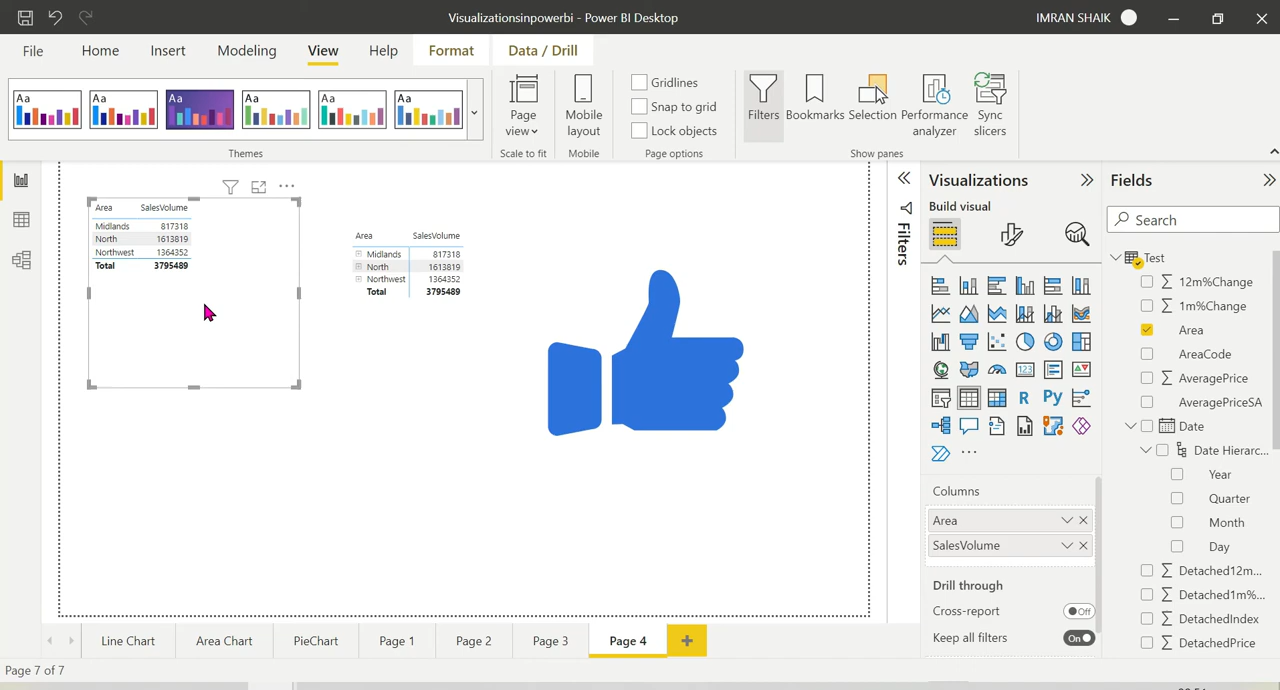 Visualizationsinpowerbi - Power BI Desktop
IMRAN SHAIK
File Home Insert Modeling View Help Format Data / Drill
Aa Aa Aa Aa Aa Aa
Themes
Page view
Scale to fit
Mobile layout
Mobile
Gridlines
Snap to grid
Lock objects
Page options
Filters
Bookmarks
Selection
Performance analyzer
Sync slicers
Show panes
Area SalesVolume
Midlands 817318
North 1613819
Northwest 1364352
Total 3795489
Area SalesVolume
Midlands 817318
North 1613819
Northwest 1364352
Total 3795489
Filters
Visualizations
Build visual
123
R
Py
...
Columns
Area
SalesVolume
Drill through
Cross-report
Off
Keep all filters
On
Fields
Search
Test
12m%Change
1m%Change
Area
AreaCode
AveragePrice
AveragePriceSA
Date
Date Hierarc...
Year
Quarter
Month
Day
Detached12m...
Detached1m%...
DetachedIndex
DetachedPrice
Line Chart Area Chart PieChart Page 1 Page 2 Page 3 Page 4
Page 7 of 7